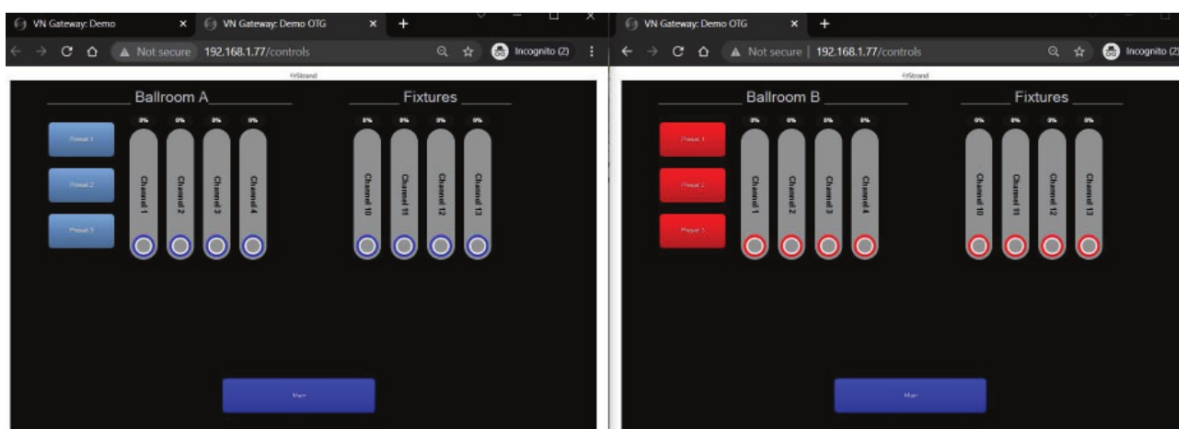 VN Gateway: Demo
VN Gateway: Demo OTG
Not secure 192.168.1.77/controls
Incognito (2)
Strand
Ballroom A
Fixtures
0% 0% 0% 0% 0% 0% 0% 0%
Preset 1
Preset 2
Preset 3
Channel 1
Channel 2
Channel 3
Channel 4
Channel 10
Channel 11
Channel 12
Channel 13
Main
VN Gateway: Demo OTG
Not secure | 192.168.1.77/controls
Incognito (2)
Strand
Ballroom B
Fixtures
0% 0% 0% 0% 0% 0% 0% 0%
Preset 1
Preset 2
Preset 3
Channel 1
Channel 2
Channel 3
Channel 4
Channel 10
Channel 11
Channel 12
Channel 13
Main